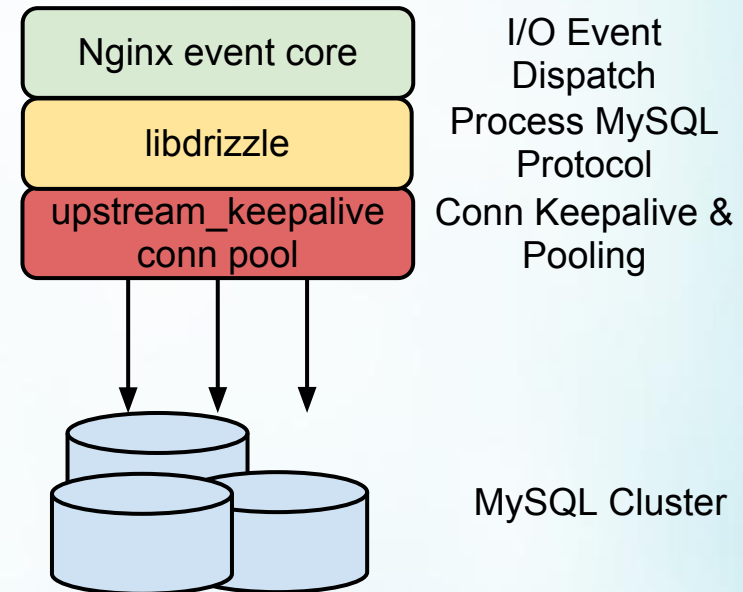 Nginx event core
I/O Event
Dispatch
libdrizzle
Process MySQL
Protocol
upstream_keepalive
conn pool
Conn Keepalive &
Pooling
MySQL Cluster